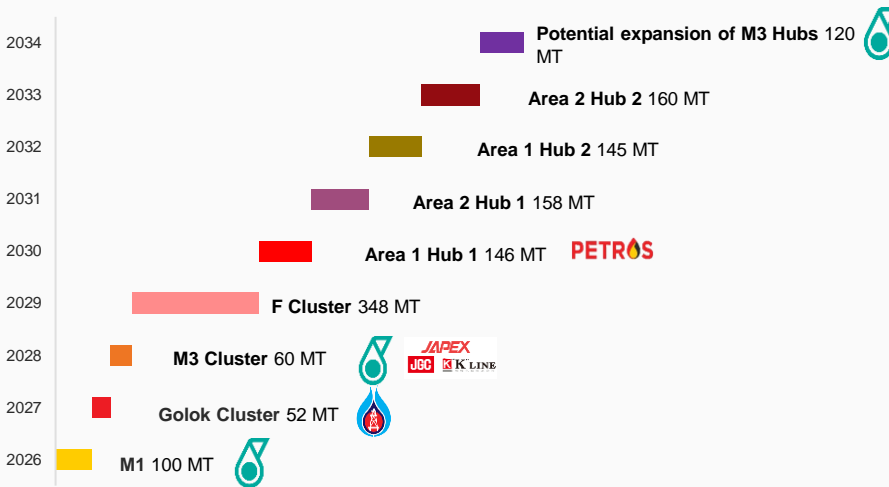 2034
Potential expansion of M3 Hubs 120
MT
2033
Area 2 Hub 2 160 MT
2032
Area 1 Hub 2 145 MT
2031
Area 2 Hub 1 158 MT
2030
Area 1 Hub 1 146 MT
PETROS
2029
F Cluster 348 MT
2028
M3 Cluster 60 MT
JAPEX
JGC K "K" LINE
2027
Golok Cluster 52 MT
2026
M1 100 MT